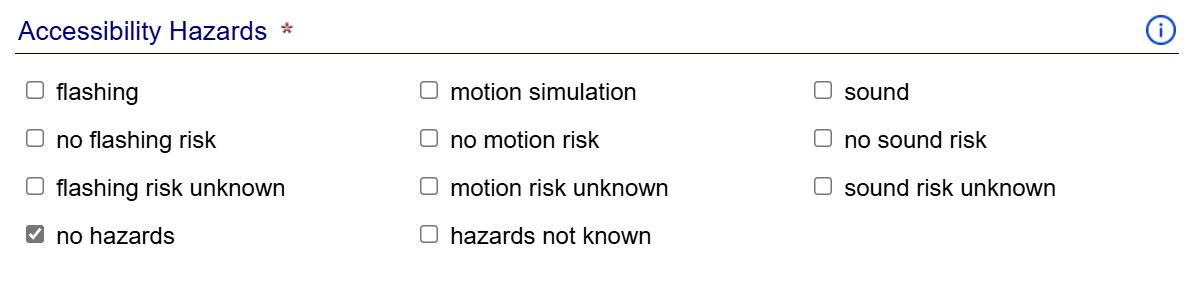 Accessibility Hazards *
flashing motion simulation sound
no flashing risk no motion risk no sound risk
flashing risk unknown motion risk unknown sound risk unknown
no hazards hazards not known